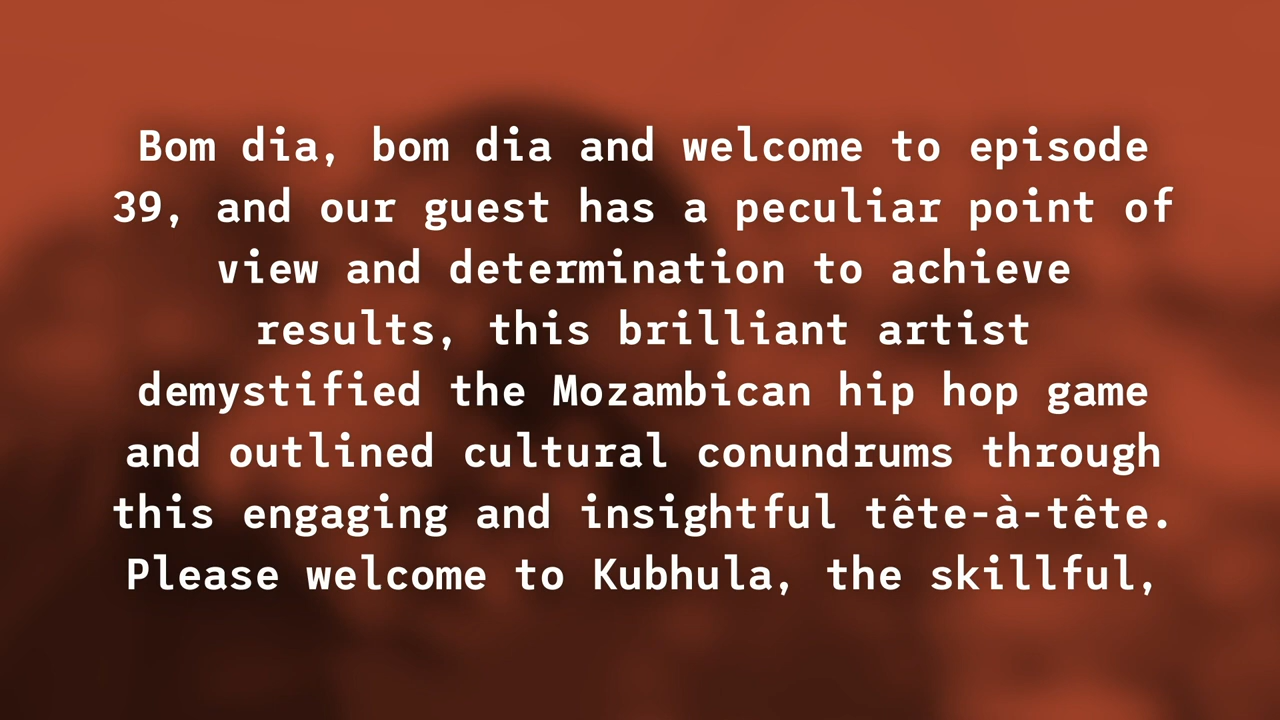 Bom dia, bom dia and welcome to episode
39, and our guest has a peculiar point of
view and determination to achieve
results, this brilliant artist
demystified the Mozambican hip hop game
and outlined cultural conundrums through
this engaging and insightful tête-à-tête.
Please welcome to Kubhula, the skillful,